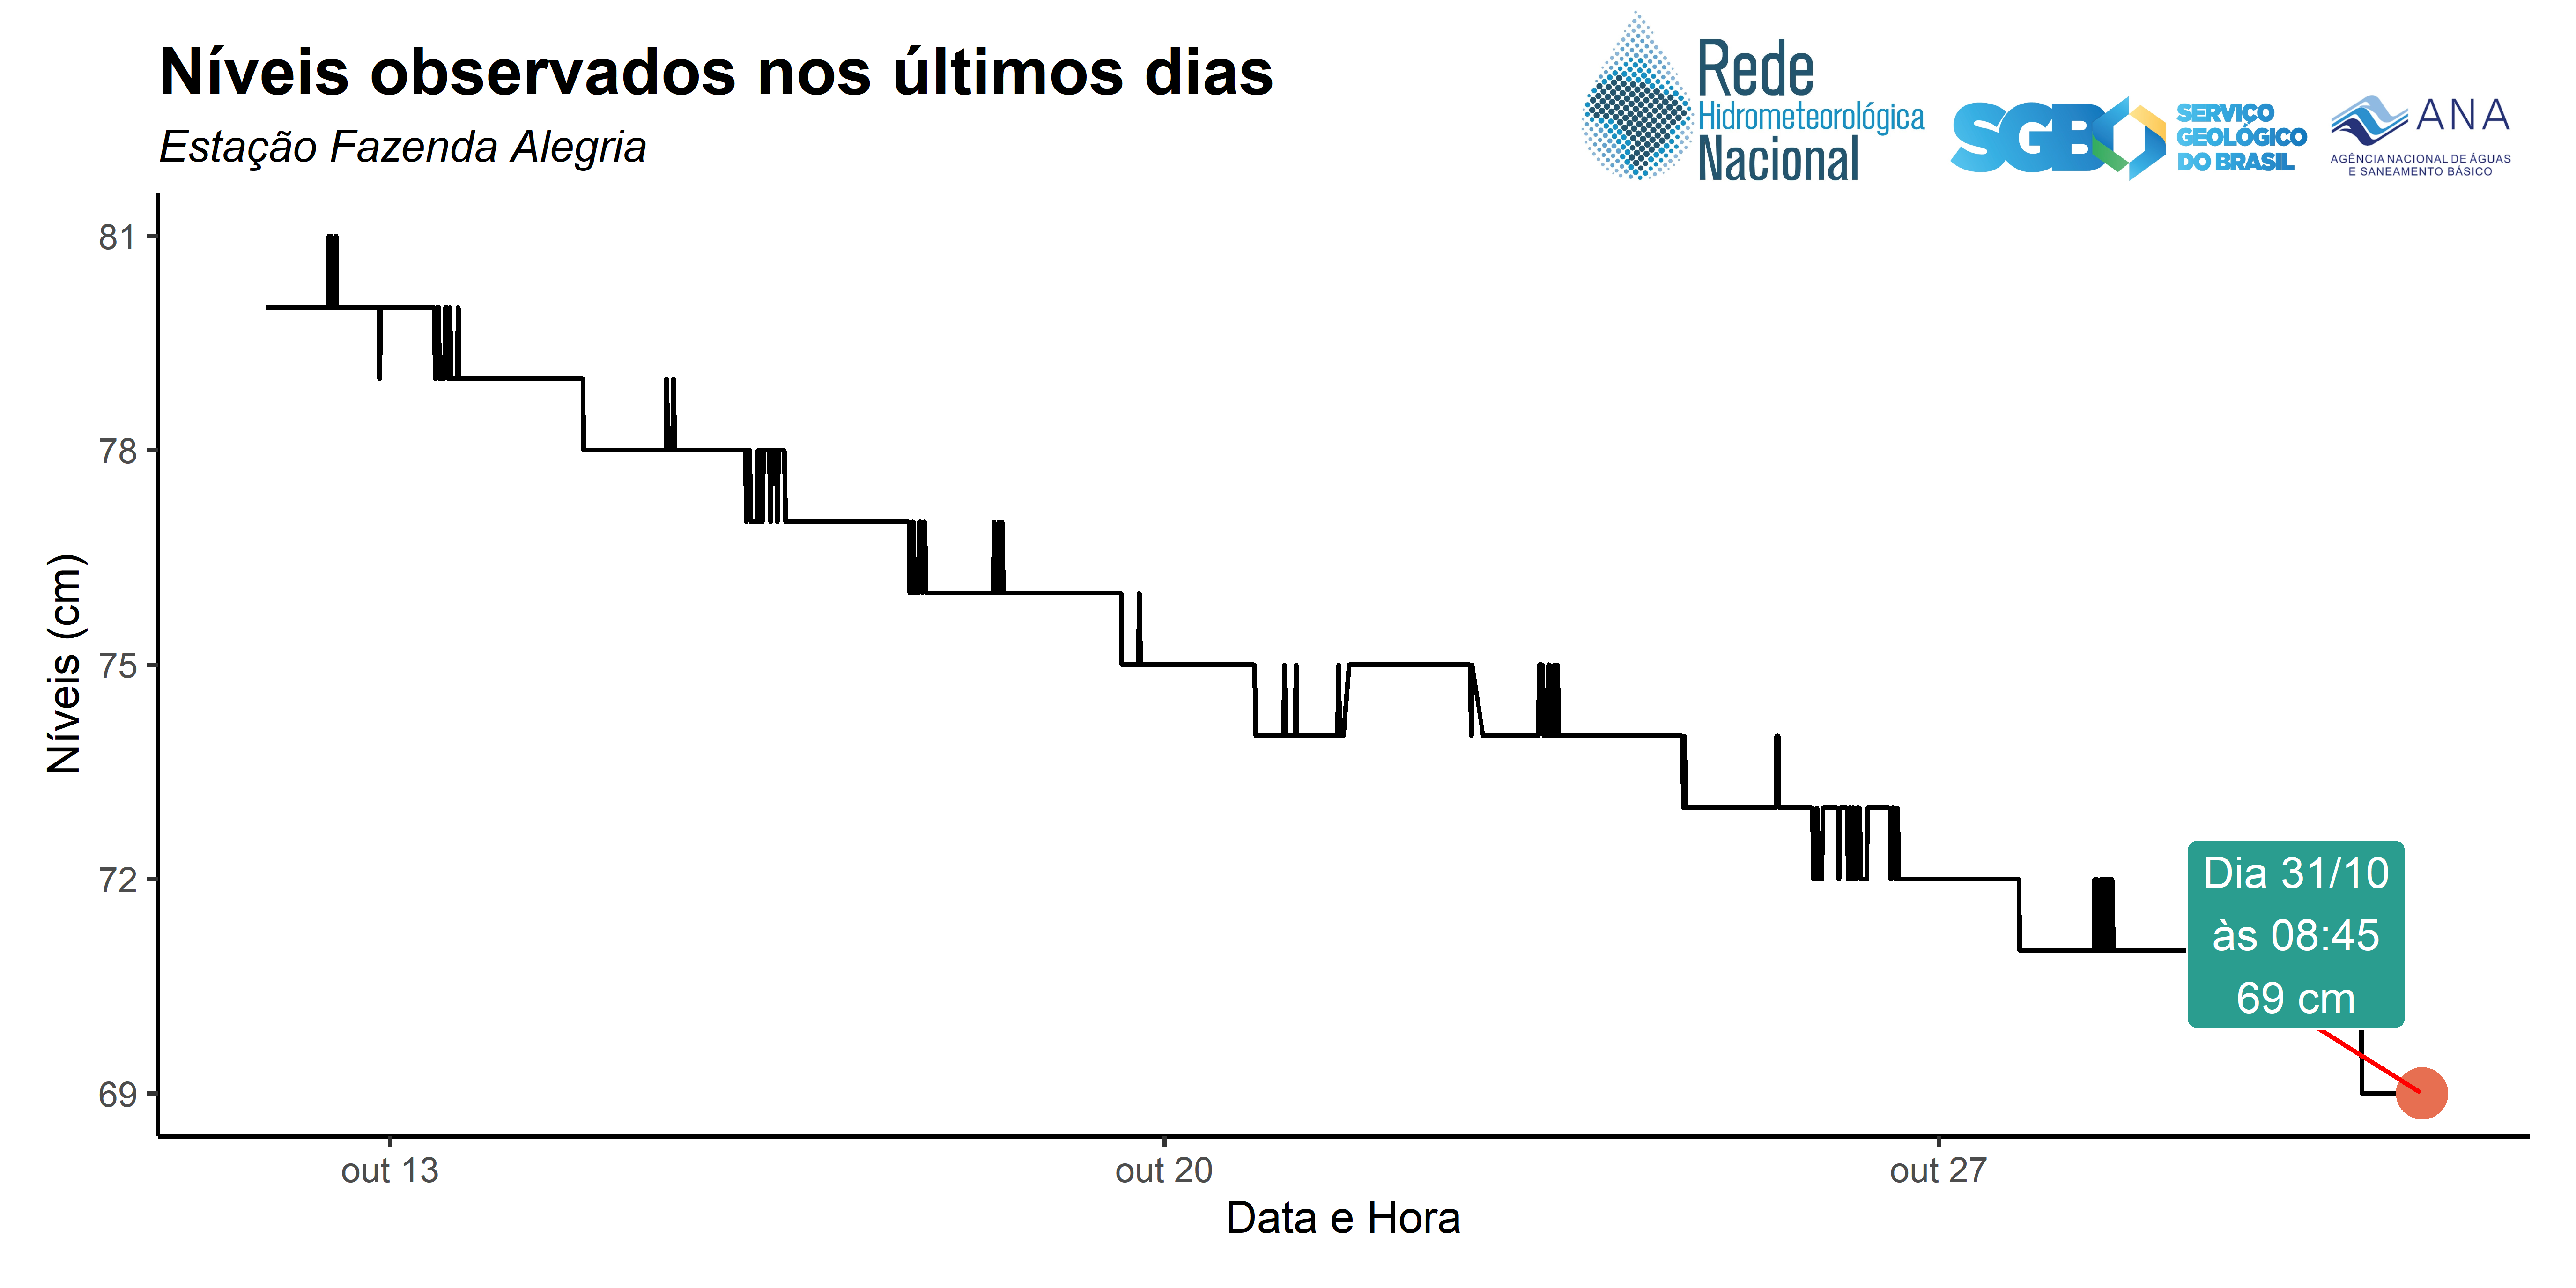 Níveis observados nos últimos dias
Estação Fazenda Alegria
Rede
Hidrometeorológica
Nacional
SGB
SERVIÇO
GEOLÓGICO
DO BRASIL
ANA
AGÊNCIA NACIONAL DE ÁGUAS
E SANEAMENTO BÁSICO
Níveis (cm)
81
78
75
72
69
Dia 31/10
às 08:45
69 cm
out 13
out 20
out 27
Data e Hora